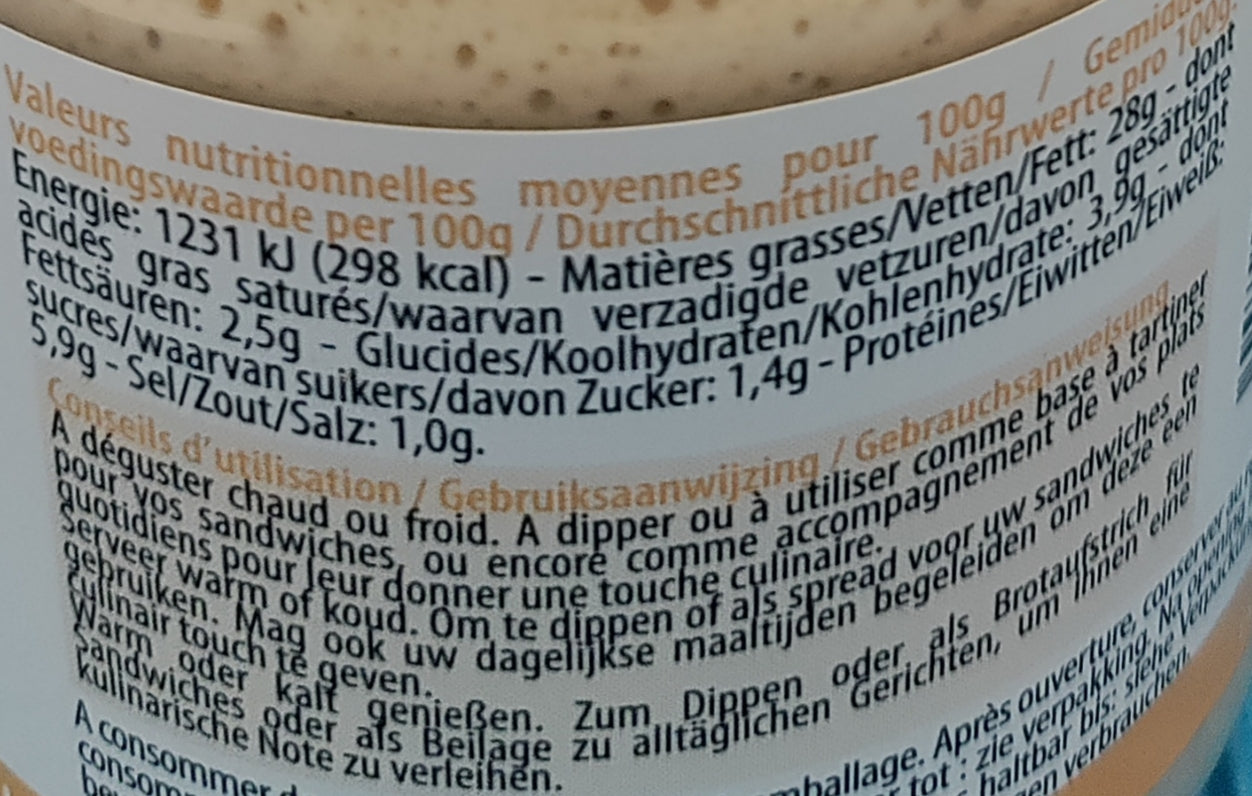 Valeurs nutritionnelles moyennes pour 100g /
voedingswaarde per 100g / Durchschnittliche Nährwerte pro 100g.
Energie: 1231 kJ (298 kcal) - Matières grasses/Vetten/Fett: 28g - dont
acides gras saturés/waarvan verzadigde vetzuren/davon gesättigte
Fettsäuren: 2,5g - Glucides/Koolhydraten/Kohlenhydrate: 3,9g - dont
sucres/waarvan suikers/davon Zucker: 1,4g - Protéines/Eiwitten/Eiweiß:
5,9g - Sel/Zout/Salz: 1,0g.
Conseils d'utilisation / Gebruiksaanwijzing / Gebrauchsanweisung
A déguster chaud ou froid. A dipper ou à utiliser comme base à tartiner
pour vos sandwiches, ou encore comme accompagnement de vos plats
quotidiens pour leur donner une touche culinaire.
Serveer warm of koud. Om te dippen of als spread voor uw sandwiches te
gebruiken. Mag ook uw dagelijkse maaltijden begeleiden om deze een
culinair touch te geven.
Warm oder kalt genießen. Zum Dippen oder als Brotaufstrich für
Sandwiches oder als Beilage zu alltäglichen Gerichten, um Ihnen eine
kulinarische Note zu verleihen.
A consommer
Après ouverture, conserver au
tot : zie verpakking. Na opening
haltbar bis: siehe
verbrauchen.